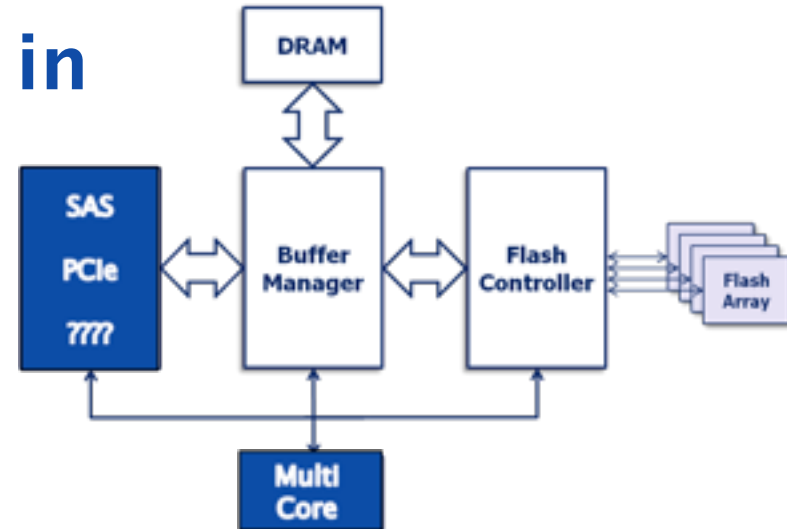 in
DRAM
SAS
PCIe
????
Buffer
Manager
Flash
Controller
Flash
Array
Multi
Core